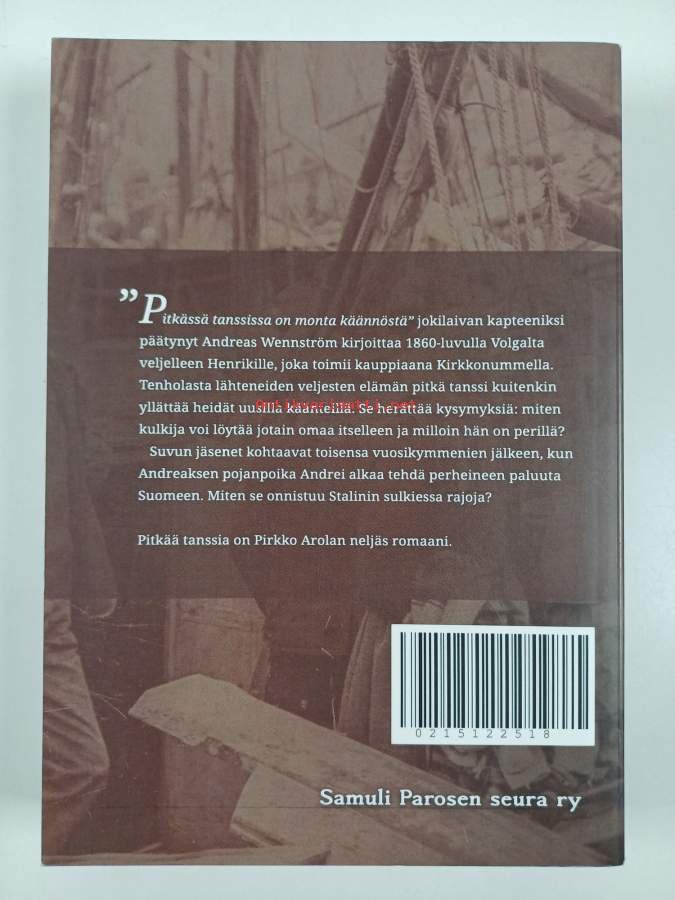 ”Pitkässä tanssissa on monta käännöstä” jokilaivan kapteeniksi
päätynyt Andreas Wennström kirjoittaa 1860-luvulla Volgalta
veljelleen Henrikille, joka toimii kauppiaana Kirkkonummella.
Tenholasta lähteneiden veljesten elämän pitkä tanssi kuitenkin
Antikvariaatti.net
yllättää heidät uusilla käänteillä. Se herättää kysymyksiä: miten
kulkija voi löytää jotain omaa itselleen ja milloin hän on perillä?
Suvun jäsenet kohtaavat toisensa vuosikymmenien jälkeen, kun
Andreaksen pojanpoika Andrei alkaa tehdä perheineen paluuta
Suomeen. Miten se onnistuu Stalinin sulkiessa rajoja?
Pitkää tanssia on Pirkko Arolan neljäs romaani.
0215122518
Samuli Parosen seura ry